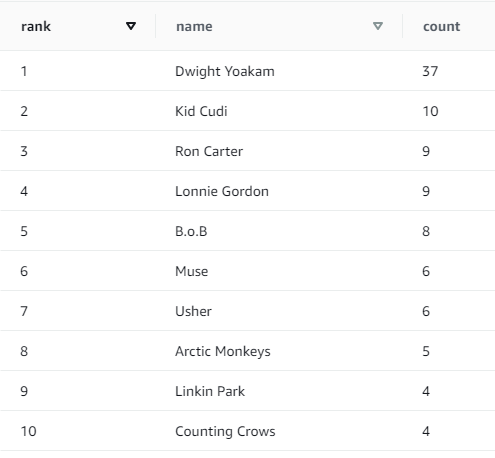 rank name count
1 Dwight Yoakam 37
2 Kid Cudi 10
3 Ron Carter 9
4 Lonnie Gordon 9
5 B.o.B 8
6 Muse 6
7 Usher 6
8 Arctic Monkeys 5
9 Linkin Park 4
10 Counting Crows 4